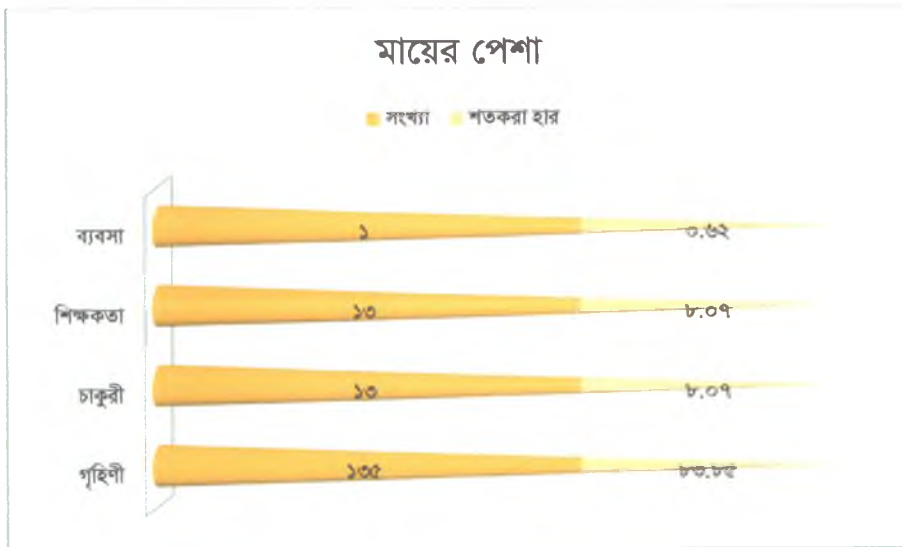 মায়ের পেশা
সংখ্যা শতকরা হার
ব্যবসা ১ ০.৬২
শিক্ষকতা ১৩ ৮.০৭
চাকুরী ১৩ ৮.০৭
গৃহিণী ১৩৫ ৮৩.৮৫